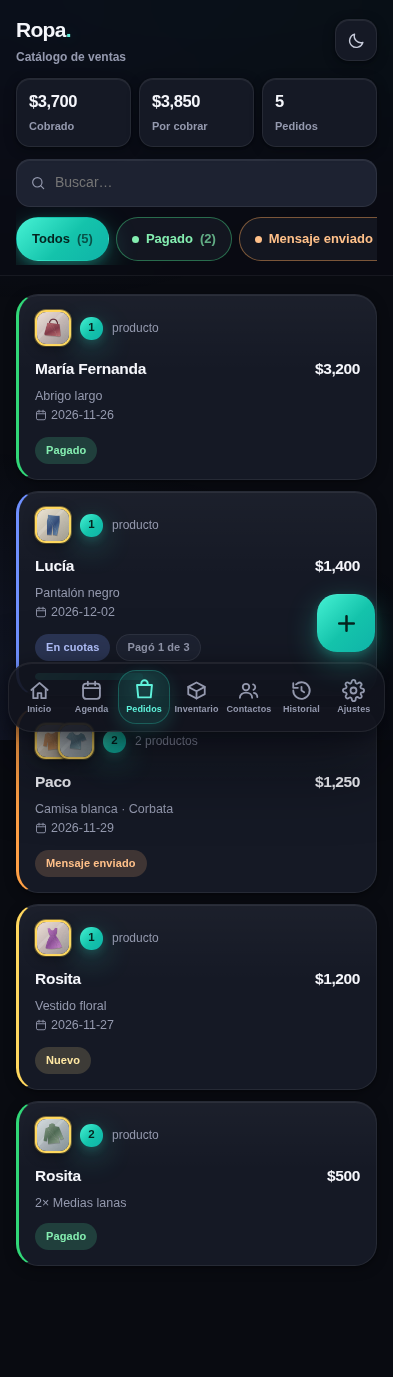 Ropa.
Catálogo de ventas
$3,700
Cobrado
$3,850
Por cobrar
5
Pedidos
Buscar…
Todos (5)
Pagado (2)
Mensaje enviado
1 producto
María Fernanda $3,200
Abrigo largo
2026-11-26
Pagado
1 producto
Lucía $1,400
Pantalón negro
2026-12-02
En cuotas Pagó 1 de 3
Inicio Agenda Pedidos Inventario Contactos Historial Ajustes
2 2 productos
Paco $1,250
Camisa blanca · Corbata
2026-11-29
Mensaje enviado
1 producto
Rosita $1,200
Vestido floral
2026-11-27
Nuevo
2 producto
Rosita $500
2× Medias lanas
Pagado